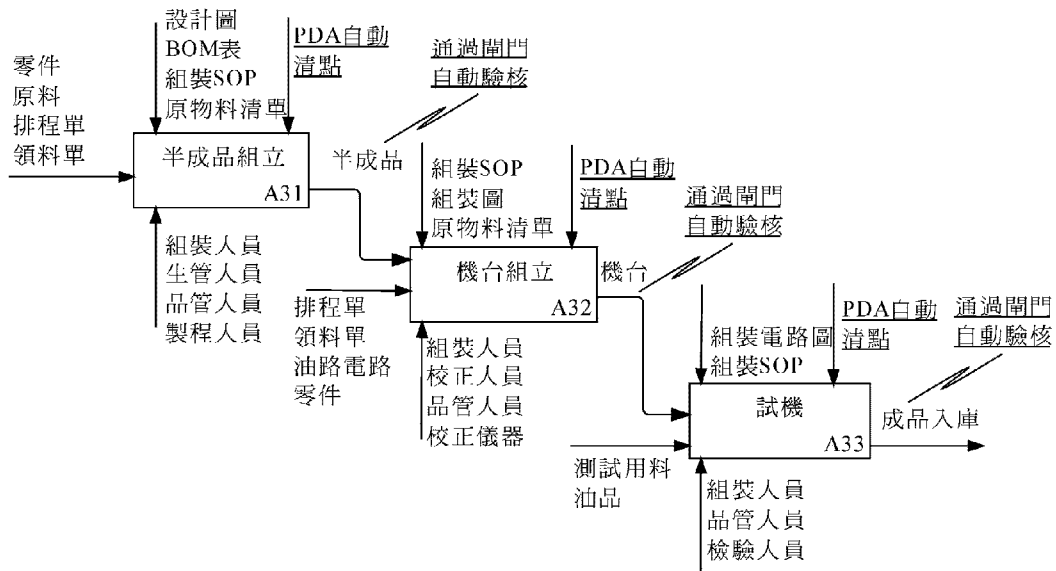 設計圖
BOM表
組裝SOP
原物料清單
PDA自動
清點
通過閘門
自動驗核
零件
原料
排程單
領料單
半成品組立
A31
半成品
組裝人員
生管人員
品管人員
製程人員
組裝SOP
組裝圖
原物料清單
PDA自動
清點
通過閘門
自動驗核
機台組立
A32
機台
排程單
領料單
油路電路
零件
組裝人員
校正人員
品管人員
校正儀器
組裝電路圖
組裝SOP
PDA自動
清點
通過閘門
自動驗核
試機
A33
成品入庫
測試用料
油品
組裝人員
品管人員
檢驗人員